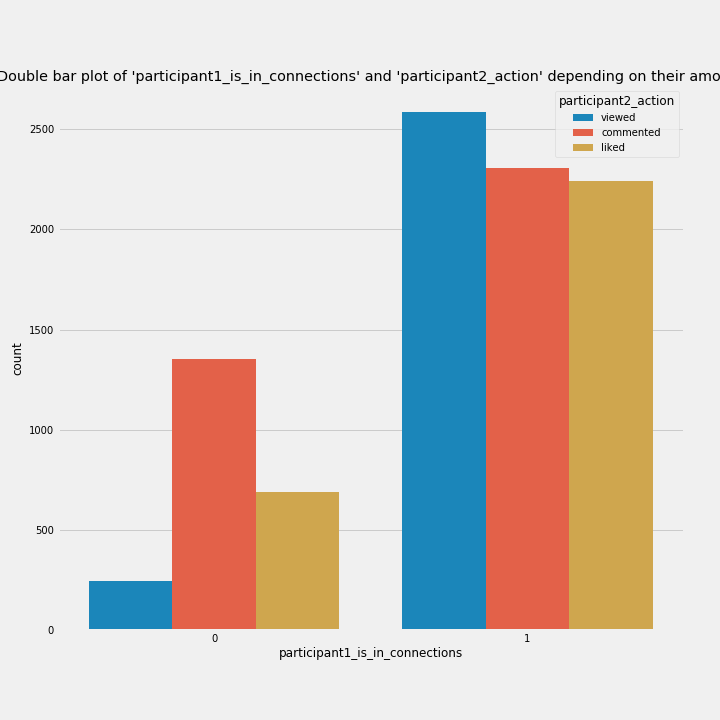 Double bar plot of 'participant1_is_in_connections' and 'participant2_action' depending on their amo
participant2_action
viewed
commented
liked
2500
2000
1500
1000
500
0
count
0 1
participant1_is_in_connections